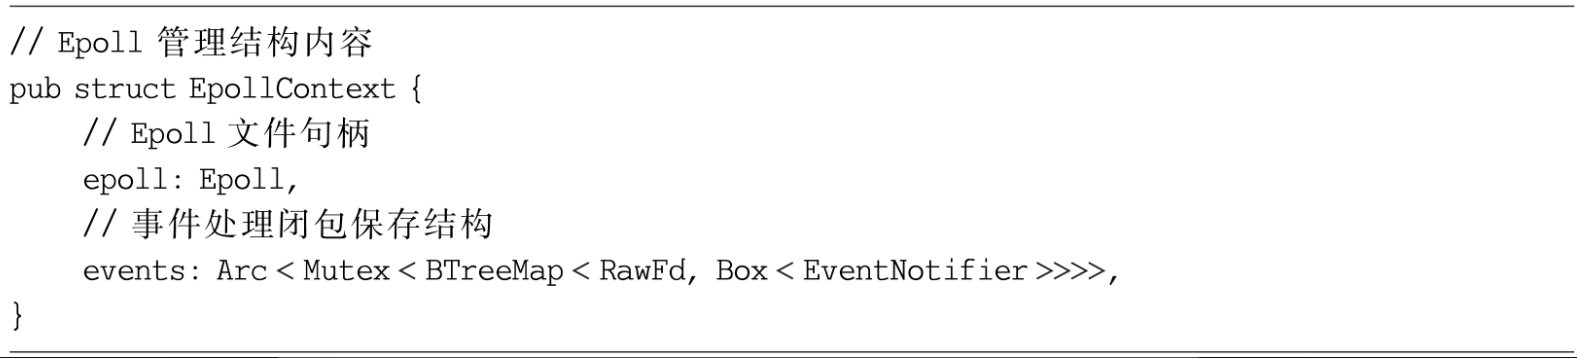 // Epoll 管理结构内容
pub struct EpollContext {
    // Epoll 文件句柄
    epoll: Epoll,
    // 事件处理闭包保存结构
    events: Arc < Mutex < BTreeMap < RawFd, Box < EventNotifier >>>>,
}